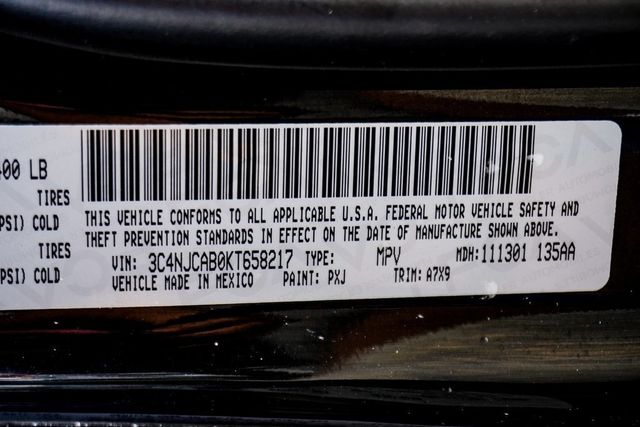 400 LB
TIRES
PSI) COLD
TIRES
PSI) COLD
THIS VEHICLE CONFORMS TO ALL APPLICABLE U.S.A. FEDERAL MOTOR VEHICLE SAFETY AND
THEFT PREVENTION STANDARDS IN EFFECT ON THE DATE OF MANUFACTURE SHOWN ABOVE.
VIN: 3C4NJCAB0KT658217 TYPE: MPV MDH:111301 135AA
VEHICLE MADE IN MEXICO PAINT: PXJ TRIM: A7X9